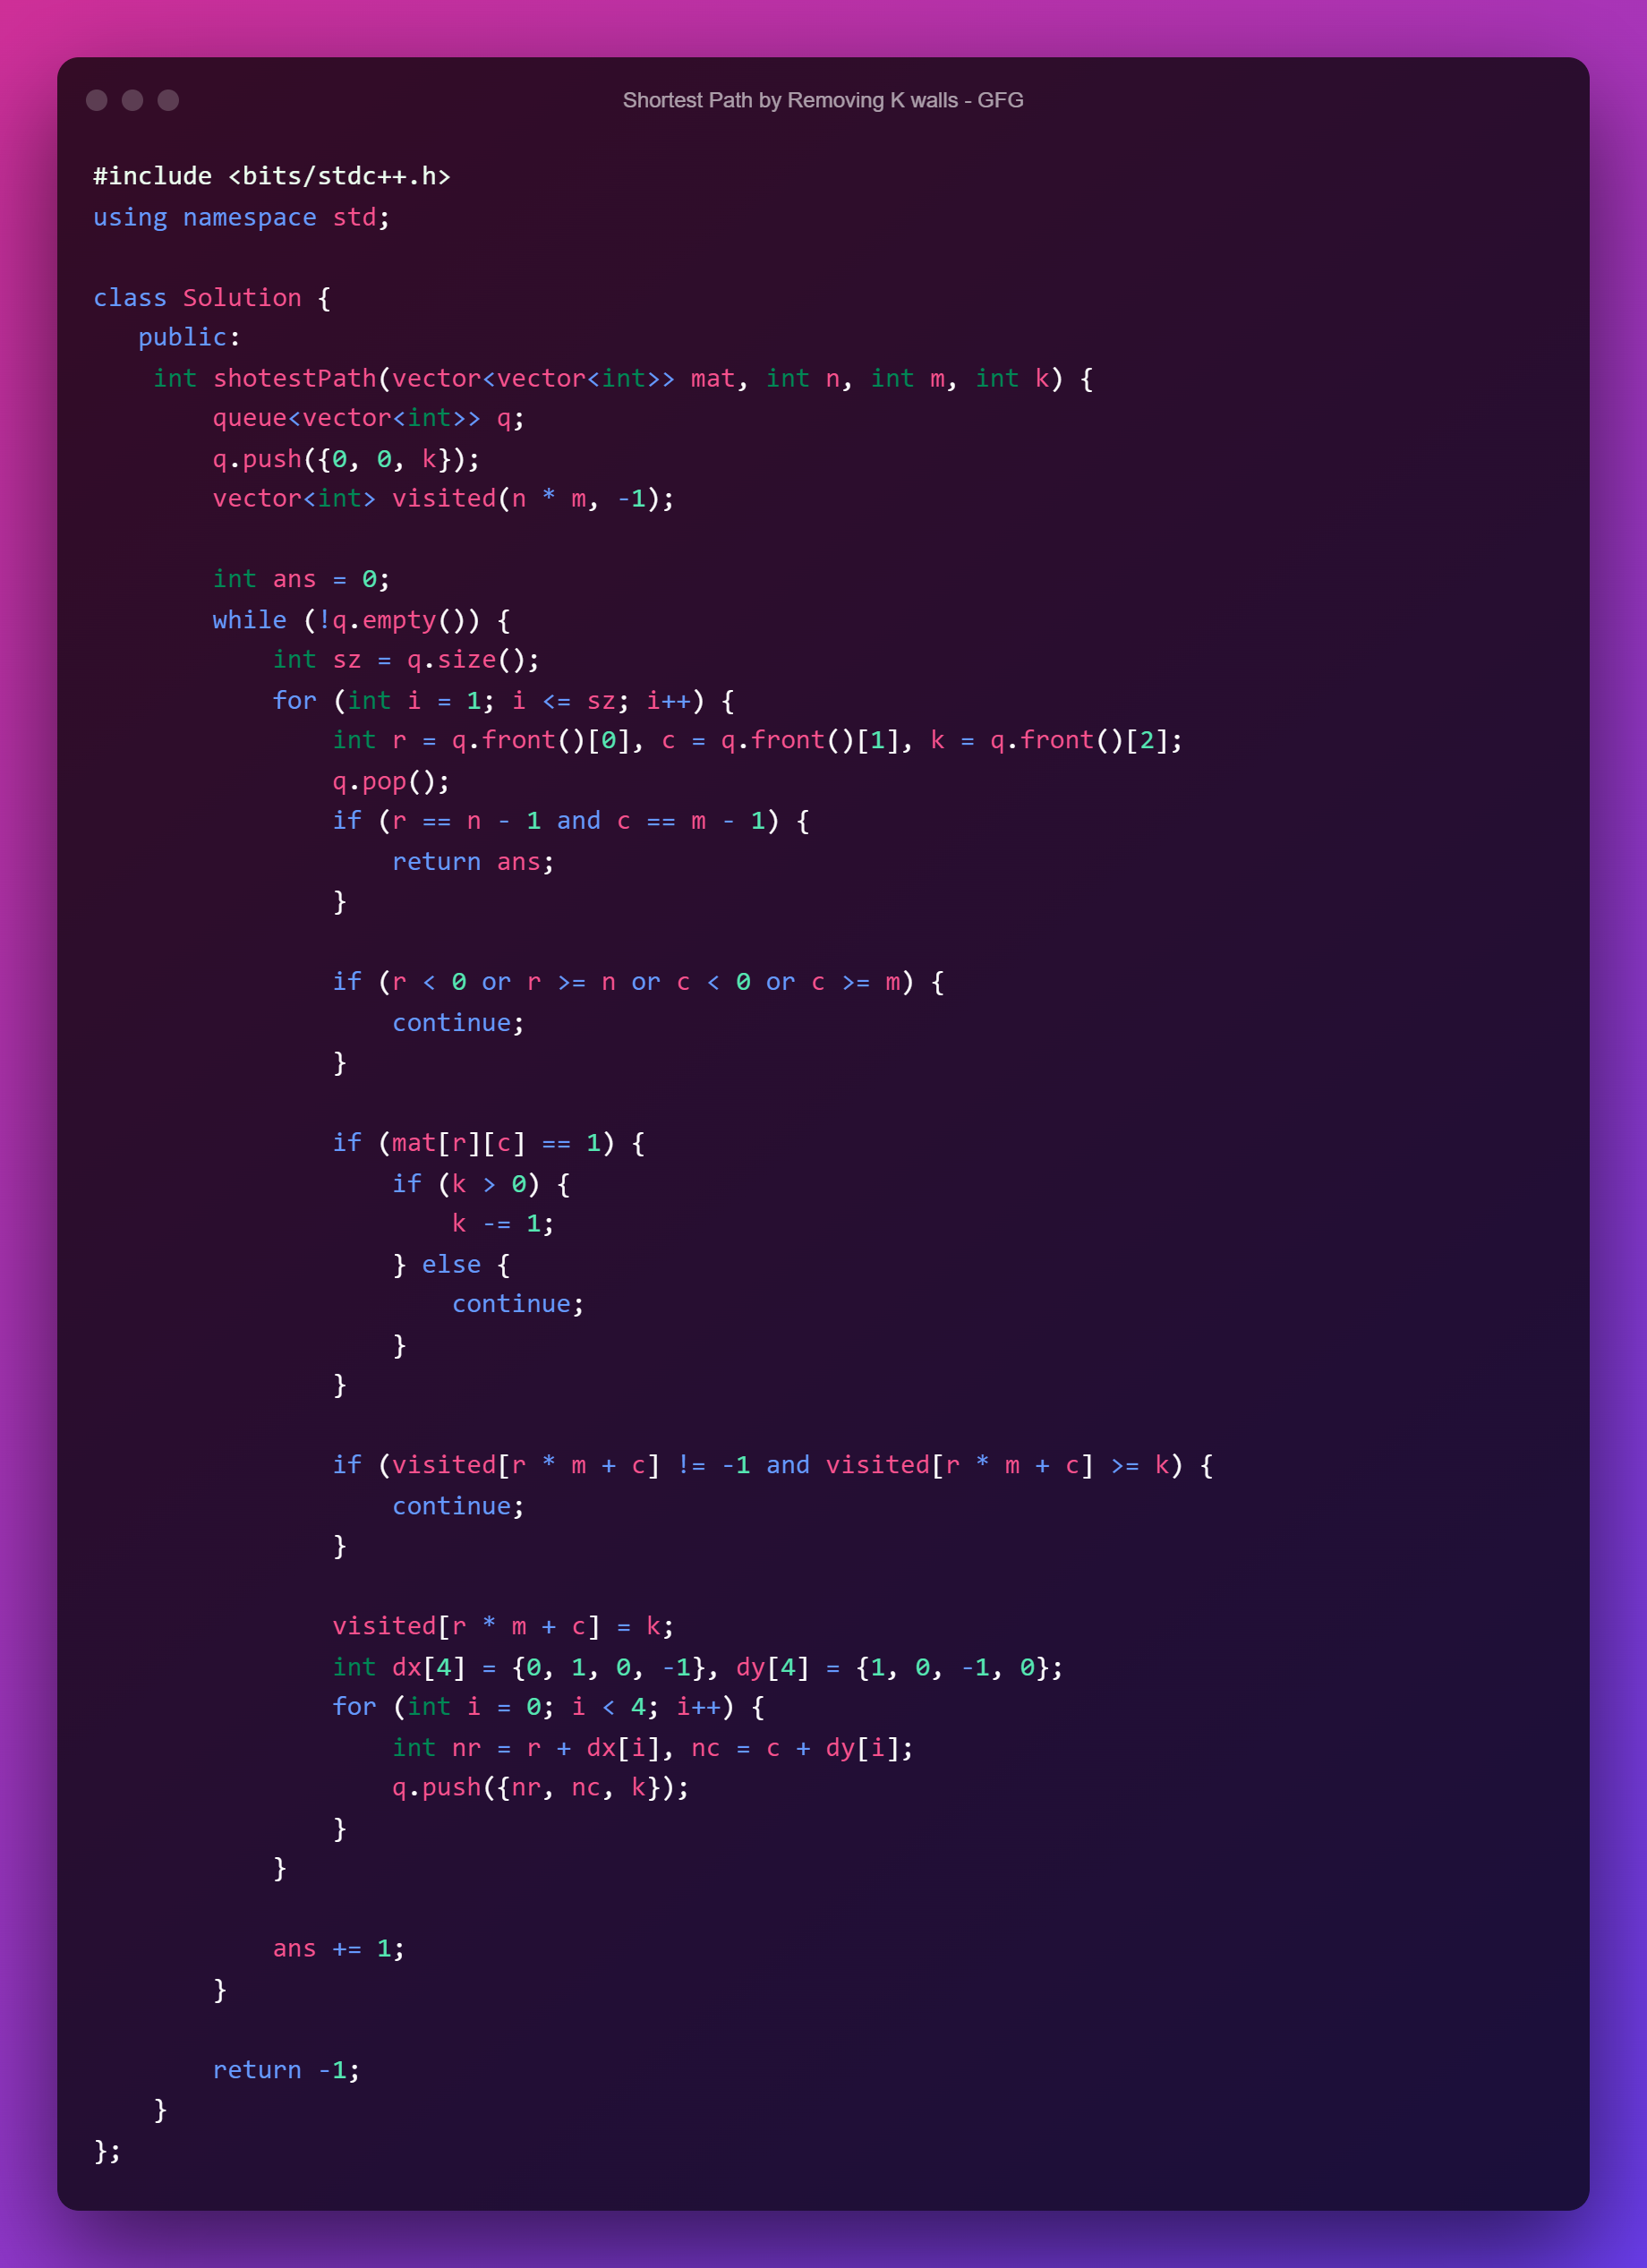 Shortest Path by Removing K walls - GFG
#include <bits/stdc++.h>
using namespace std;

class Solution {
   public:
    int shotestPath(vector<vector<int>> mat, int n, int m, int k) {
        queue<vector<int>> q;
        q.push({0, 0, k});
        vector<int> visited(n * m, -1);

        int ans = 0;
        while (!q.empty()) {
            int sz = q.size();
            for (int i = 1; i <= sz; i++) {
                int r = q.front()[0], c = q.front()[1], k = q.front()[2];
                q.pop();
                if (r == n - 1 and c == m - 1) {
                    return ans;
                }

                if (r < 0 or r >= n or c < 0 or c >= m) {
                    continue;
                }

                if (mat[r][c] == 1) {
                    if (k > 0) {
                        k -= 1;
                    } else {
                        continue;
                    }
                }

                if (visited[r * m + c] != -1 and visited[r * m + c] >= k) {
                    continue;
                }

                visited[r * m + c] = k;
                int dx[4] = {0, 1, 0, -1}, dy[4] = {1, 0, -1, 0};
                for (int i = 0; i < 4; i++) {
                    int nr = r + dx[i], nc = c + dy[i];
                    q.push({nr, nc, k});
                }
            }

            ans += 1;
        }

        return -1;
    }
};